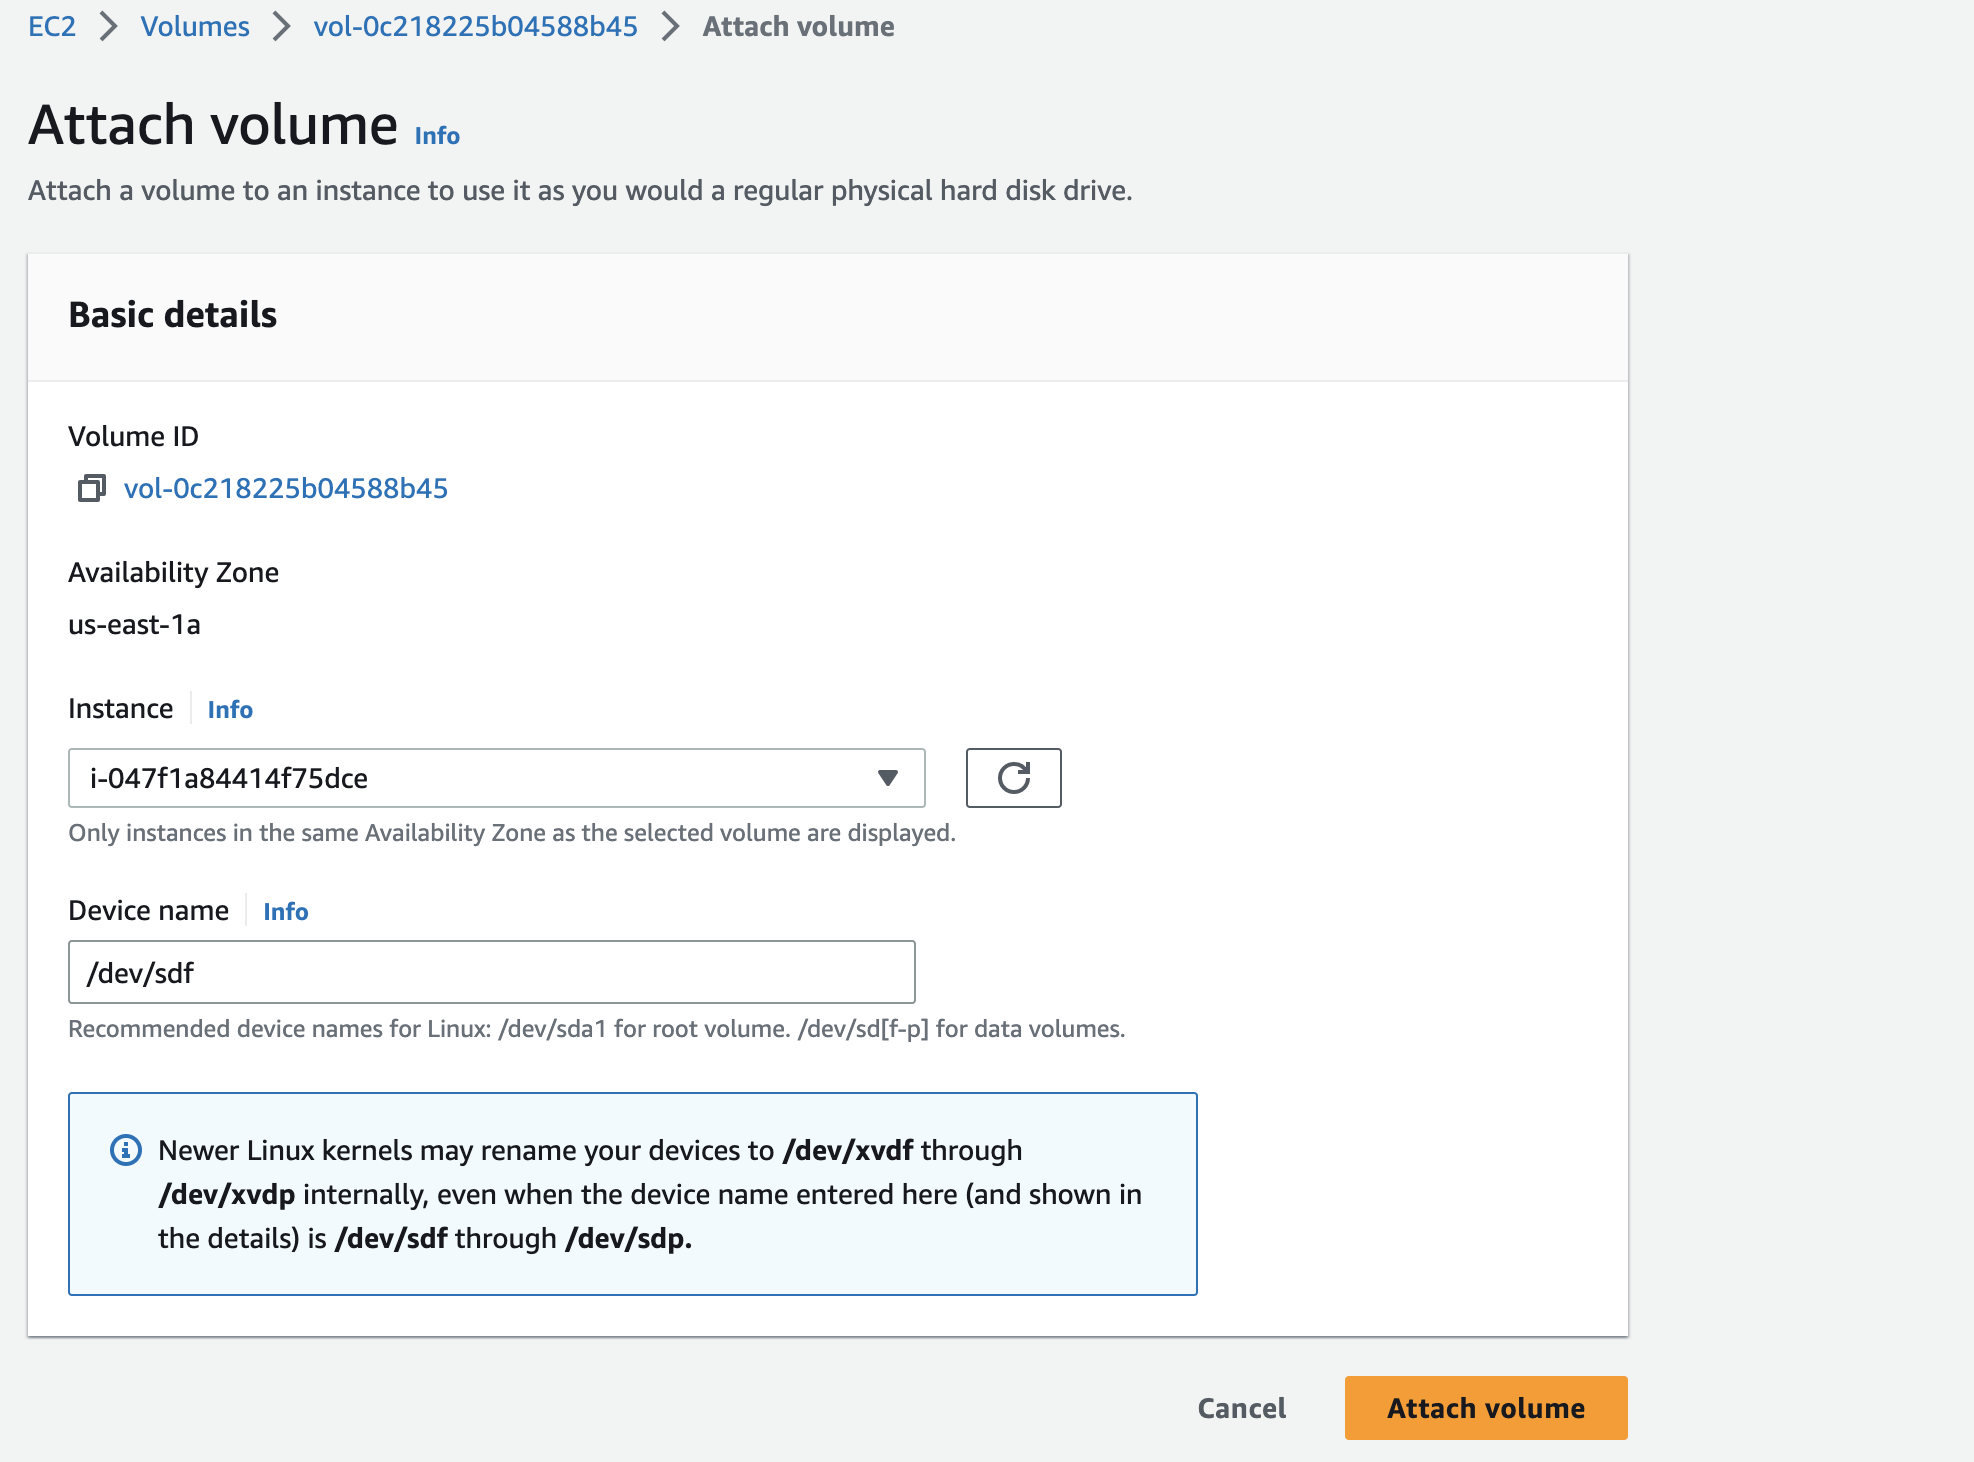 EC2 > Volumes > vol-0c218225b04588b45 > Attach volume
Attach volume Info
Attach a volume to an instance to use it as you would a regular physical hard disk drive.
Basic details
Volume ID
vol-0c218225b04588b45
Availability Zone
us-east-1a
Instance Info
i-047f1a84414f75dce
Only instances in the same Availability Zone as the selected volume are displayed.
Device name Info
/dev/sdf
Recommended device names for Linux: /dev/sda1 for root volume. /dev/sd[f-p] for data volumes.
Newer Linux kernels may rename your devices to /dev/xvdf through
/dev/xvdp internally, even when the device name entered here (and shown in
the details) is /dev/sdf through /dev/sdp.
Cancel Attach volume